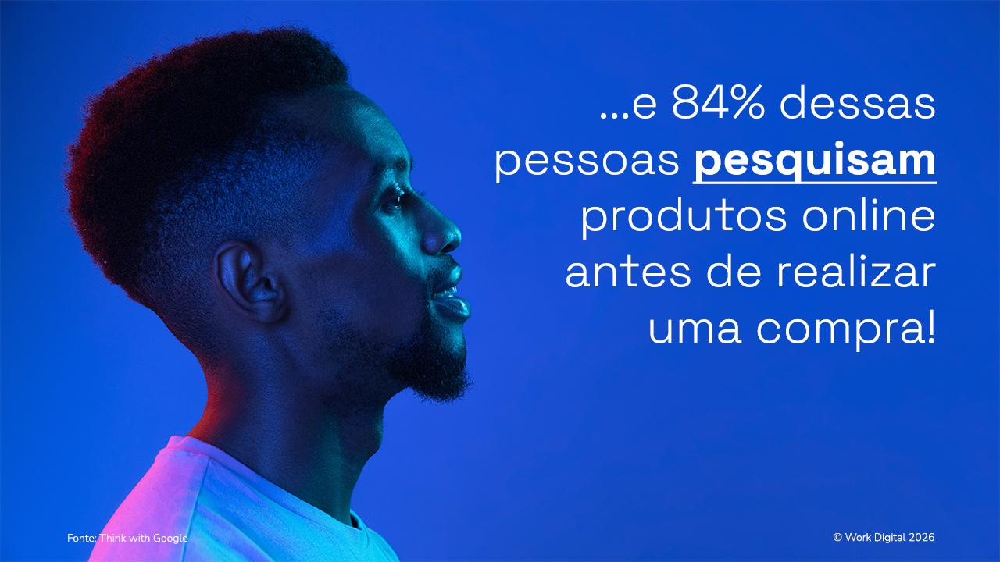 ...e 84% dessas
pessoas pesquisam
produtos online
antes de realizar
uma compra!
Fonte: Think with Google
© Work Digital 2026